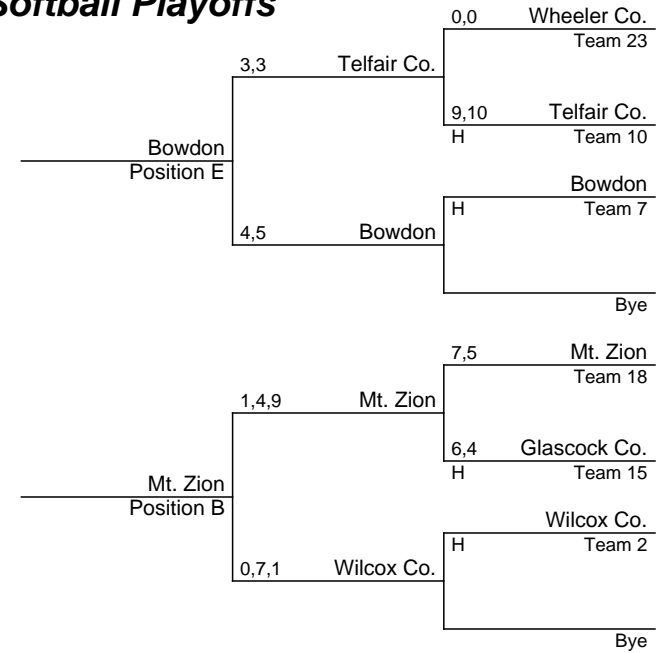 Softball Playoffs
0,0 Wheeler Co.
Team 23
3,3 Telfair Co.
9,10 Telfair Co.
H Team 10
Bowdon
Position E
Bowdon
H Team 7
4,5 Bowdon
Bye
7,5 Mt. Zion
Team 18
1,4,9 Mt. Zion
6,4 Glascock Co.
H Team 15
Mt. Zion
Position B
Wilcox Co.
H Team 2
0,7,1 Wilcox Co.
Bye